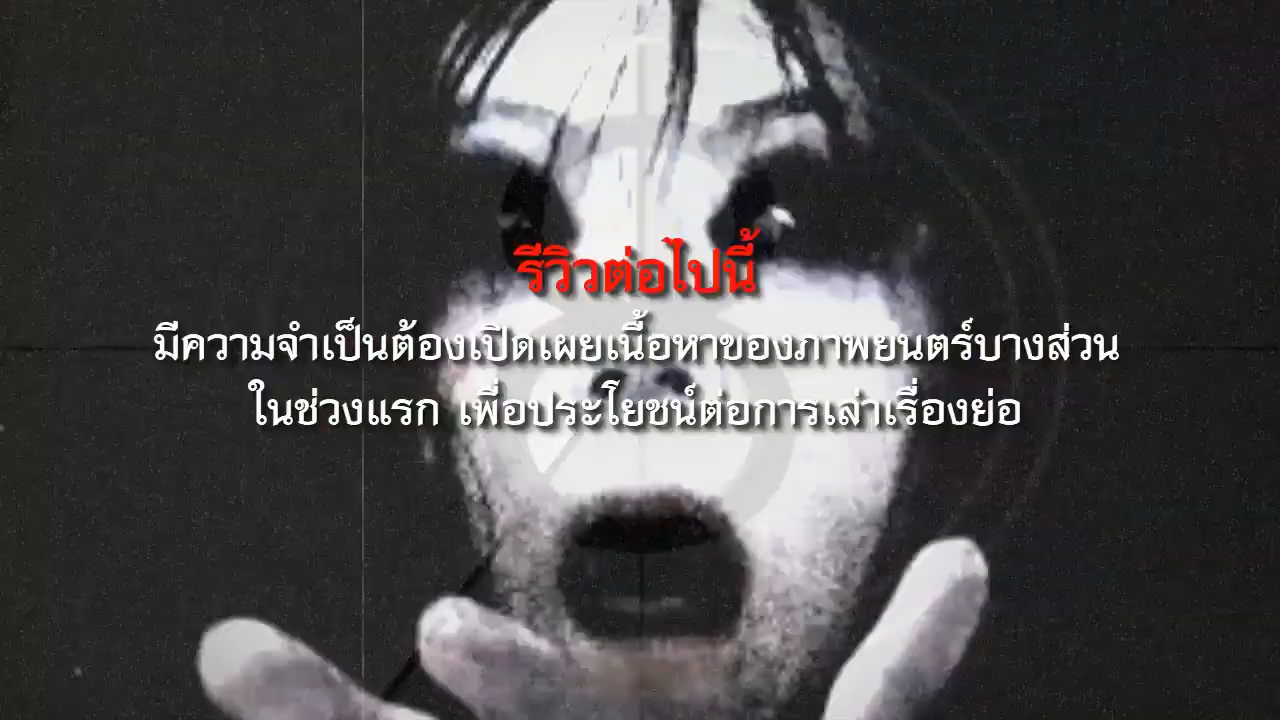 รีวิวต่อไปนี้
มีความจำเป็นต้องเปิดเผยเนื้อหาของภาพยนตร์บางส่วน
ในช่วงแรก เพื่อประโยชน์ต่อการเล่าเรื่องย่อ